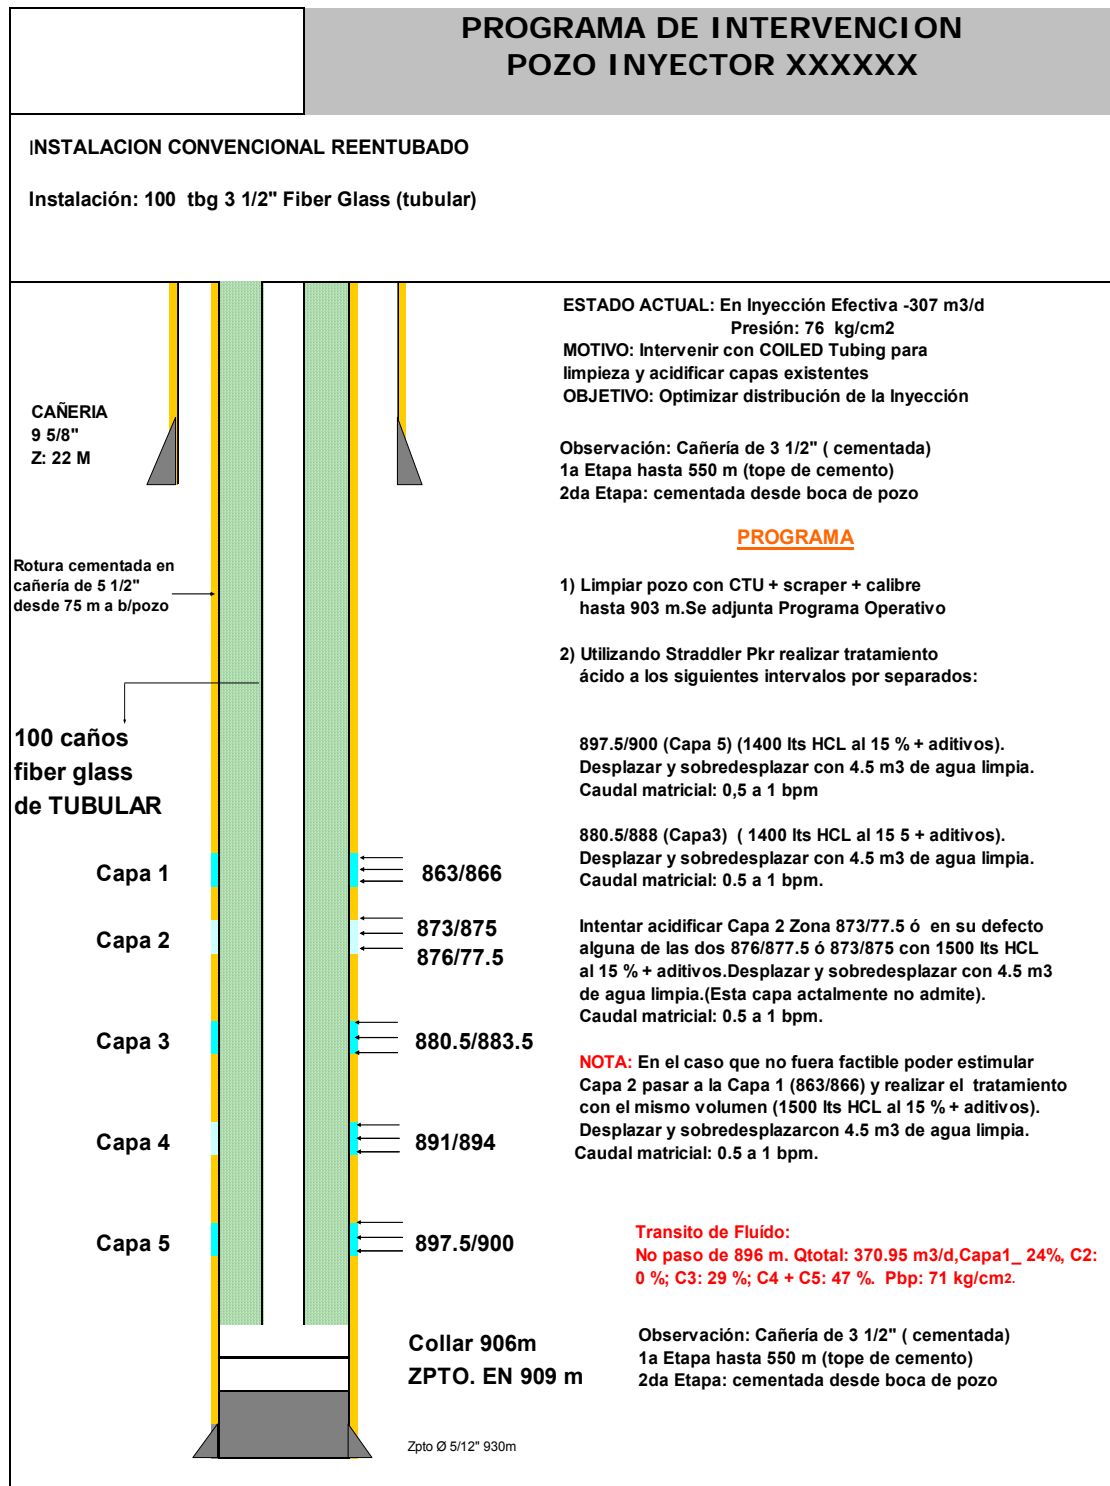 PROGRAMA DE INTERVENCION
POZO INYECTOR XXXXXX
INSTALACION CONVENCIONAL REENTUBADO
Instalación: 100 tbg 3 1/2" Fiber Glass (tubular)
ESTADO ACTUAL: En Inyección Efectiva -307 m3/d
Presión: 76 kg/cm2
MOTIVO: Intervenir con COILED Tubing para
limpieza y acidificar capas existentes
OBJETIVO: Optimizar distribución de la Inyección
CAÑERIA
9 5/8"
Z: 22 M
Observación: Cañería de 3 1/2" ( cementada)
1a Etapa hasta 550 m (tope de cemento)
2da Etapa: cementada desde boca de pozo
PROGRAMA
Rotura cementada en
cañería de 5 1/2"
desde 75 m a b/pozo
1) Limpiar pozo con CTU + scraper + calibre
hasta 903 m.Se adjunta Programa Operativo
2) Utilizando Straddler Pkr realizar tratamiento
ácido a los siguientes intervalos por separados:
100 caños
fiber glass
de TUBULAR
897.5/900 (Capa 5) (1400 lts HCL al 15 % + aditivos).
Desplazar y sobredesplazar con 4.5 m3 de agua limpia.
Caudal matricial: 0,5 a 1 bpm
880.5/888 (Capa3) ( 1400 lts HCL al 15 5 + aditivos).
Desplazar y sobredesplazar con 4.5 m3 de agua limpia.
Caudal matricial: 0.5 a 1 bpm.
Capa 1
863/866
Capa 2
873/875
876/77.5
Intentar acidificar Capa 2 Zona 873/77.5 ó en su defecto
alguna de las dos 876/877.5 ó 873/875 con 1500 lts HCL
al 15 % + aditivos.Desplazar y sobredesplazar con 4.5 m3
de agua limpia.(Esta capa actalmente no admite).
Caudal matricial: 0.5 a 1 bpm.
Capa 3
880.5/883.5
NOTA: En el caso que no fuera factible poder estimular
Capa 2 pasar a la Capa 1 (863/866) y realizar el tratamiento
con el mismo volumen (1500 lts HCL al 15 % + aditivos).
Desplazar y sobredesplazarcon 4.5 m3 de agua limpia.
Caudal matricial: 0.5 a 1 bpm.
Capa 4
891/894
Capa 5
897.5/900
Transito de Fluído:
No paso de 896 m. Qtotal: 370.95 m3/d,Capa1_ 24%, C2:
0 %; C3: 29 %; C4 + C5: 47 %. Pbp: 71 kg/cm2.
Collar 906m
ZPTO. EN 909 m
Observación: Cañería de 3 1/2" ( cementada)
1a Etapa hasta 550 m (tope de cemento)
2da Etapa: cementada desde boca de pozo
Zpto Ø 5/12" 930m